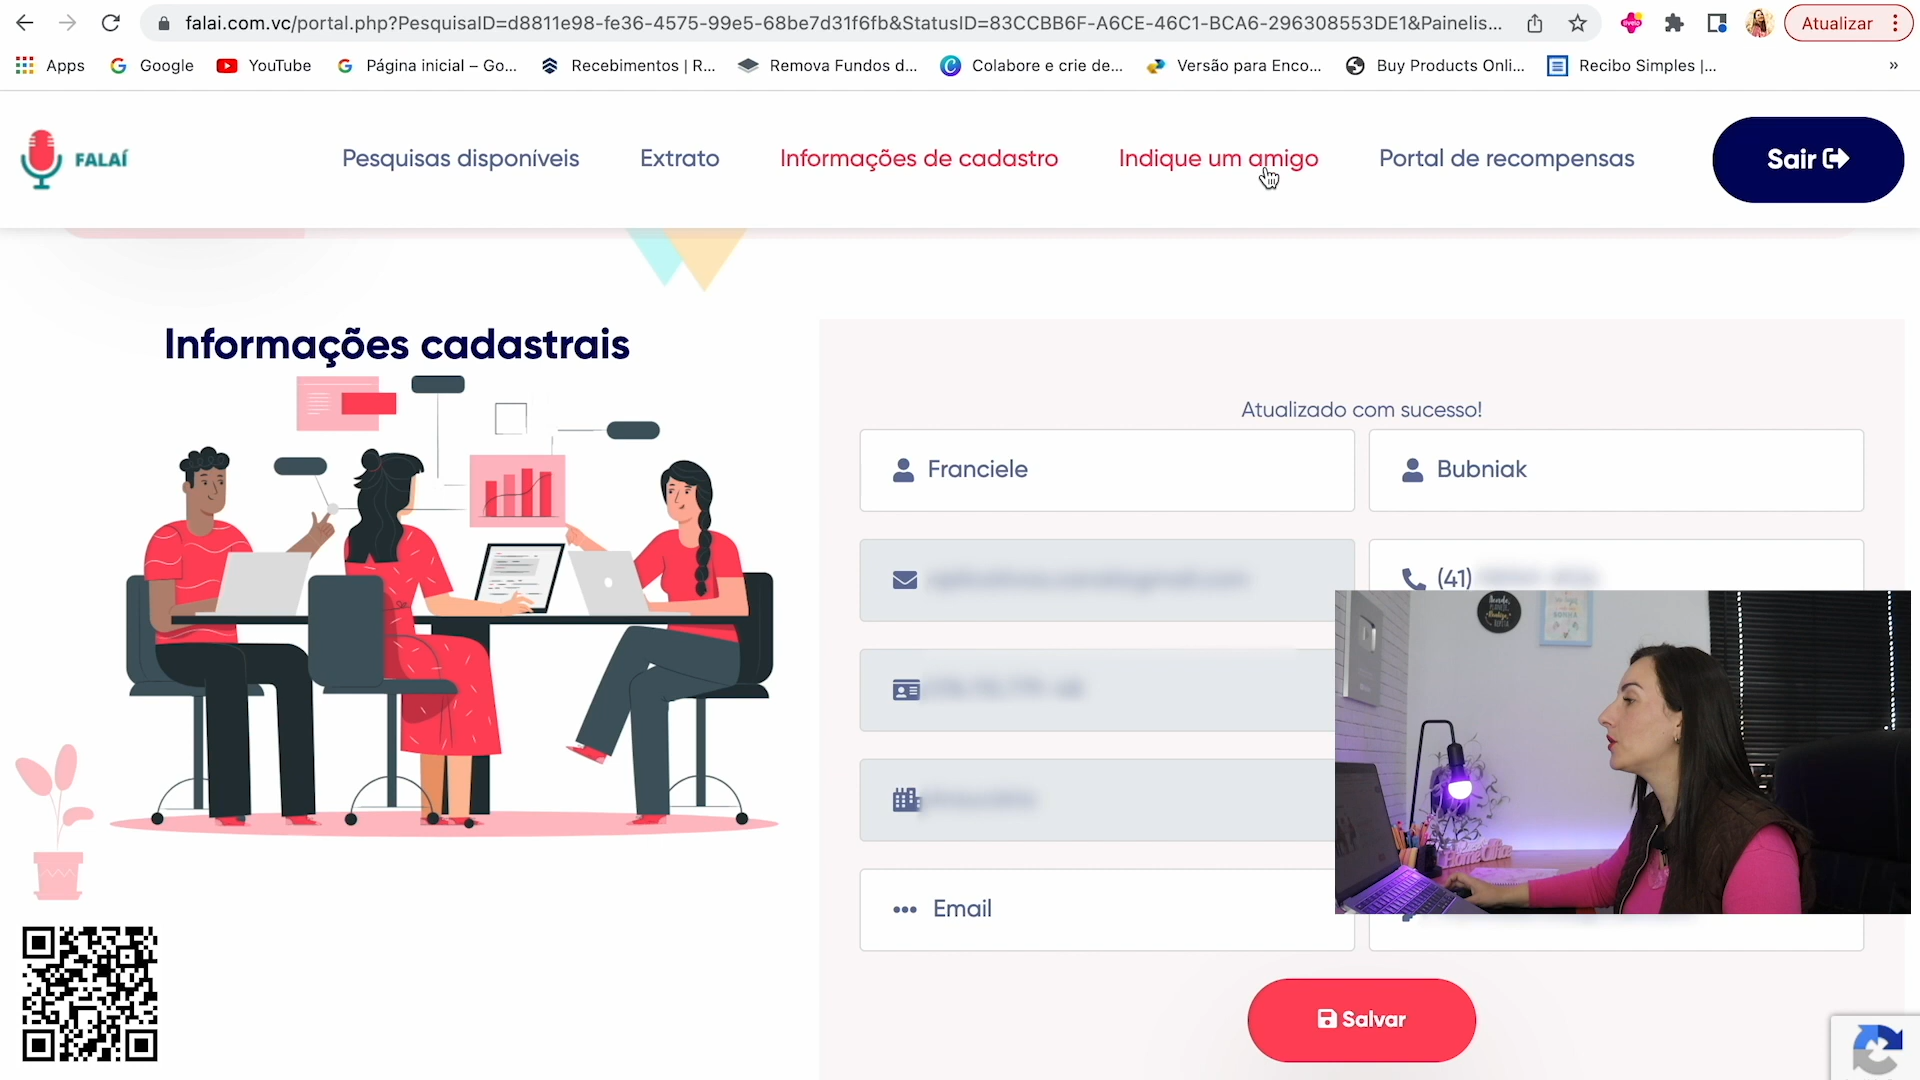 falai.com.vc/portal.php?PesquisaID=d8811e98-fe36-4575-99e5-68be7d31f6fb&StatusID=83CCBB6F-A6CE-46C1-BCA6-296308553DE1&Painelis...
Atualizar
Apps
Google
YouTube
Página inicial – Go...
Recebimentos | R...
Remova Fundos d...
Colabore e crie de...
Versão para Enco...
Buy Products Onli...
Recibo Simples |...
»
FALAÍ
Pesquisas disponíveis
Extrato
Informações de cadastro
Indique um amigo
Portal de recompensas
Sair
Informações cadastrais
Atualizado com sucesso!
Franciele
Bubniak
(41)
Email
Salvar